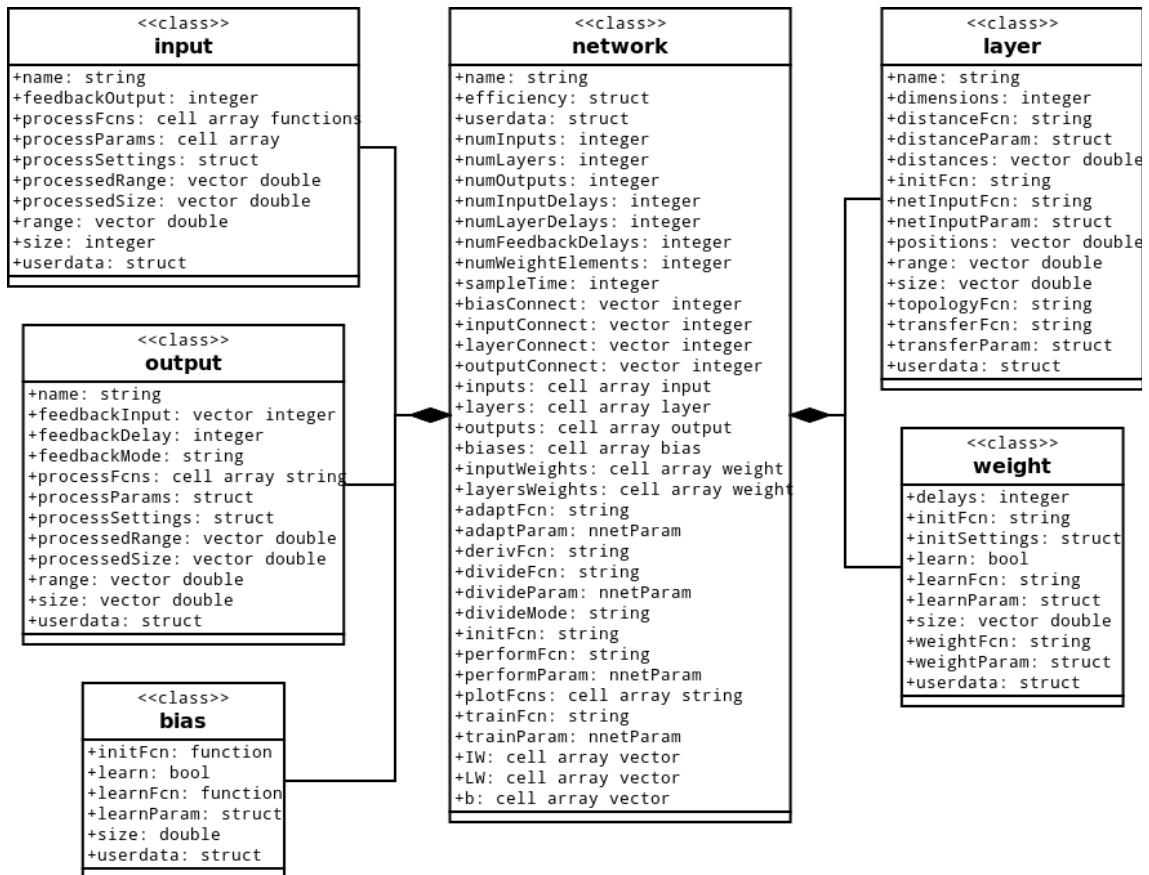 <<class>>
input
+name: string
+feedbackOutput: integer
+processFcns: cell array functions
+processParams: cell array
+processSettings: struct
+processedRange: vector double
+processedSize: vector double
+range: vector double
+size: integer
+userdata: struct
<<class>>
output
+name: string
+feedbackInput: vector integer
+feedbackDelay: integer
+feedbackMode: string
+processFcns: cell array string
+processParams: struct
+processSettings: struct
+processedRange: vector double
+processedSize: vector double
+range: vector double
+size: vector double
+userdata: struct
<<class>>
bias
+initFcn: function
+learn: bool
+learnFcn: function
+learnParam: struct
+size: double
+userdata: struct
<<class>>
network
+name: string
+efficiency: struct
+userdata: struct
+numInputs: integer
+numLayers: integer
+numOutputs: integer
+numInputDelays: integer
+numLayerDelays: integer
+numFeedbackDelays: integer
+numWeightElements: integer
+sampleTime: integer
+biasConnect: vector integer
+inputConnect: vector integer
+layerConnect: vector integer
+outputConnect: vector integer
+inputs: cell array input
+layers: cell array layer
+outputs: cell array output
+biases: cell array bias
+inputWeights: cell array weight
+layersWeights: cell array weight
+adaptFcn: string
+adaptParam: nnetParam
+derivFcn: string
+divideFcn: string
+divideParam: nnetParam
+divideMode: string
+initFcn: string
+performFcn: string
+performParam: nnetParam
+plotFcns: cell array string
+trainFcn: string
+trainParam: nnetParam
+IW: cell array vector
+LW: cell array vector
+b: cell array vector
<<class>>
layer
+name: string
+dimensions: integer
+distanceFcn: string
+distanceParam: struct
+distances: vector double
+initFcn: string
+netInputFcn: string
+netInputParam: struct
+positions: vector double
+range: vector double
+size: vector double
+topologyFcn: string
+transferFcn: string
+transferParam: struct
+userdata: struct
<<class>>
weight
+delays: integer
+initFcn: string
+initSettings: struct
+learn: bool
+learnFcn: string
+learnParam: struct
+size: vector double
+weightFcn: string
+weightParam: struct
+userdata: struct